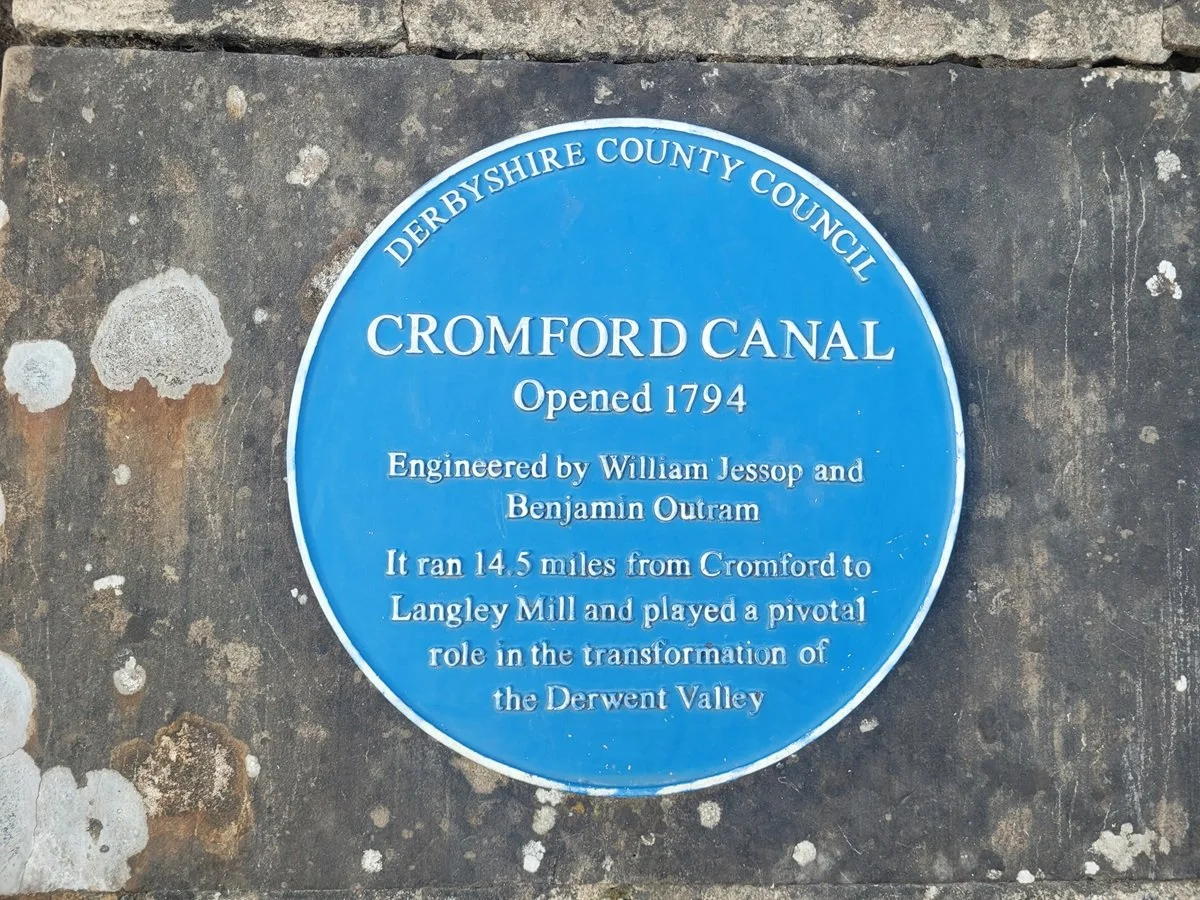 DERBYSHIRE COUNTY COUNCIL
CROMFORD CANAL
Opened 1794
Engineered by William Jessop and
Benjamin Outram
It ran 14.5 miles from Cromford to
Langley Mill and played a pivotal
role in the transformation of
the Derwent Valley